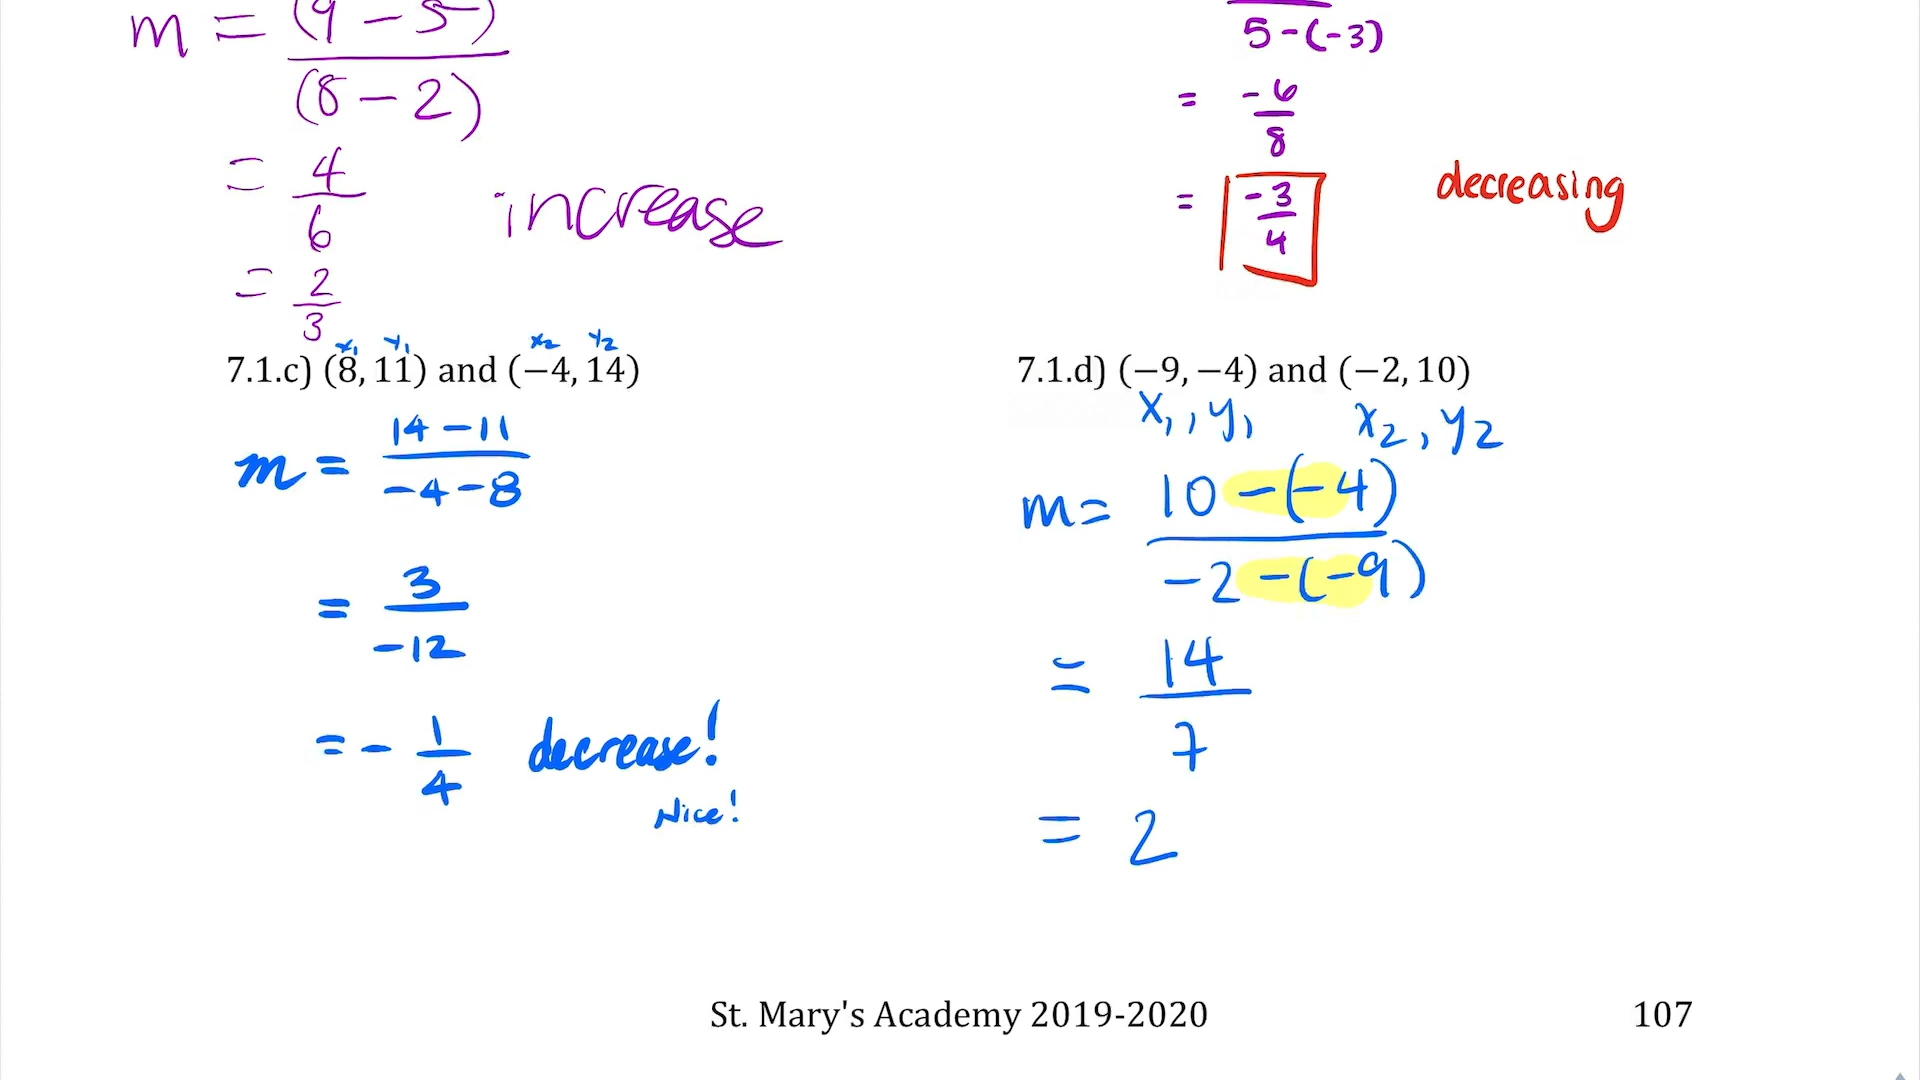 m = (9 - 5)
(8 - 2)
= 4
6
increase
= 2
3
5 - (-3)
= -6
8
= -3
4
decreasing
x₁ y₁ x₂ y₂
7.1.c) (8, 11) and (−4, 14)
m = 14 - 11
-4 - 8
= 3
-12
= - 1
4
decrease!
Nice!
7.1.d) (−9, −4) and (−2, 10)
x₁, y₁ x₂, y₂
m = 10 - (-4)
-2 - (-9)
= 14
7
= 2
St. Mary's Academy 2019-2020
107